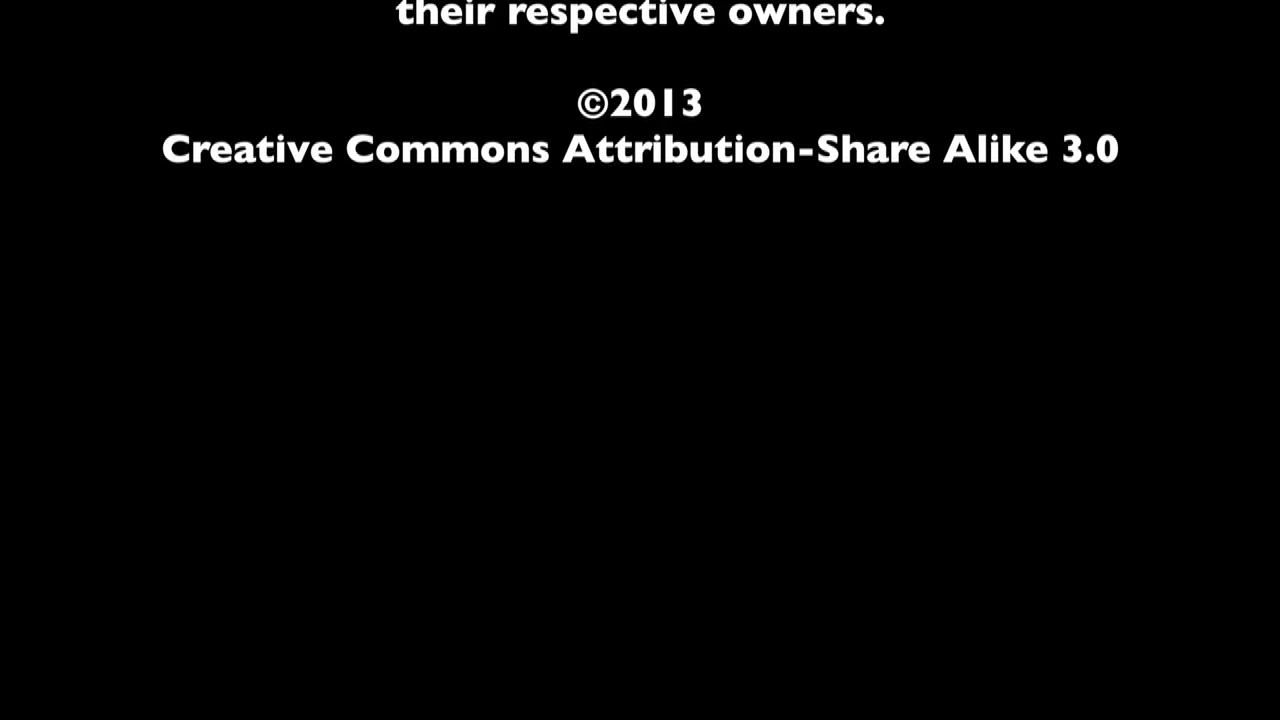 their respective owners.
©2013
Creative Commons Attribution-Share Alike 3.0